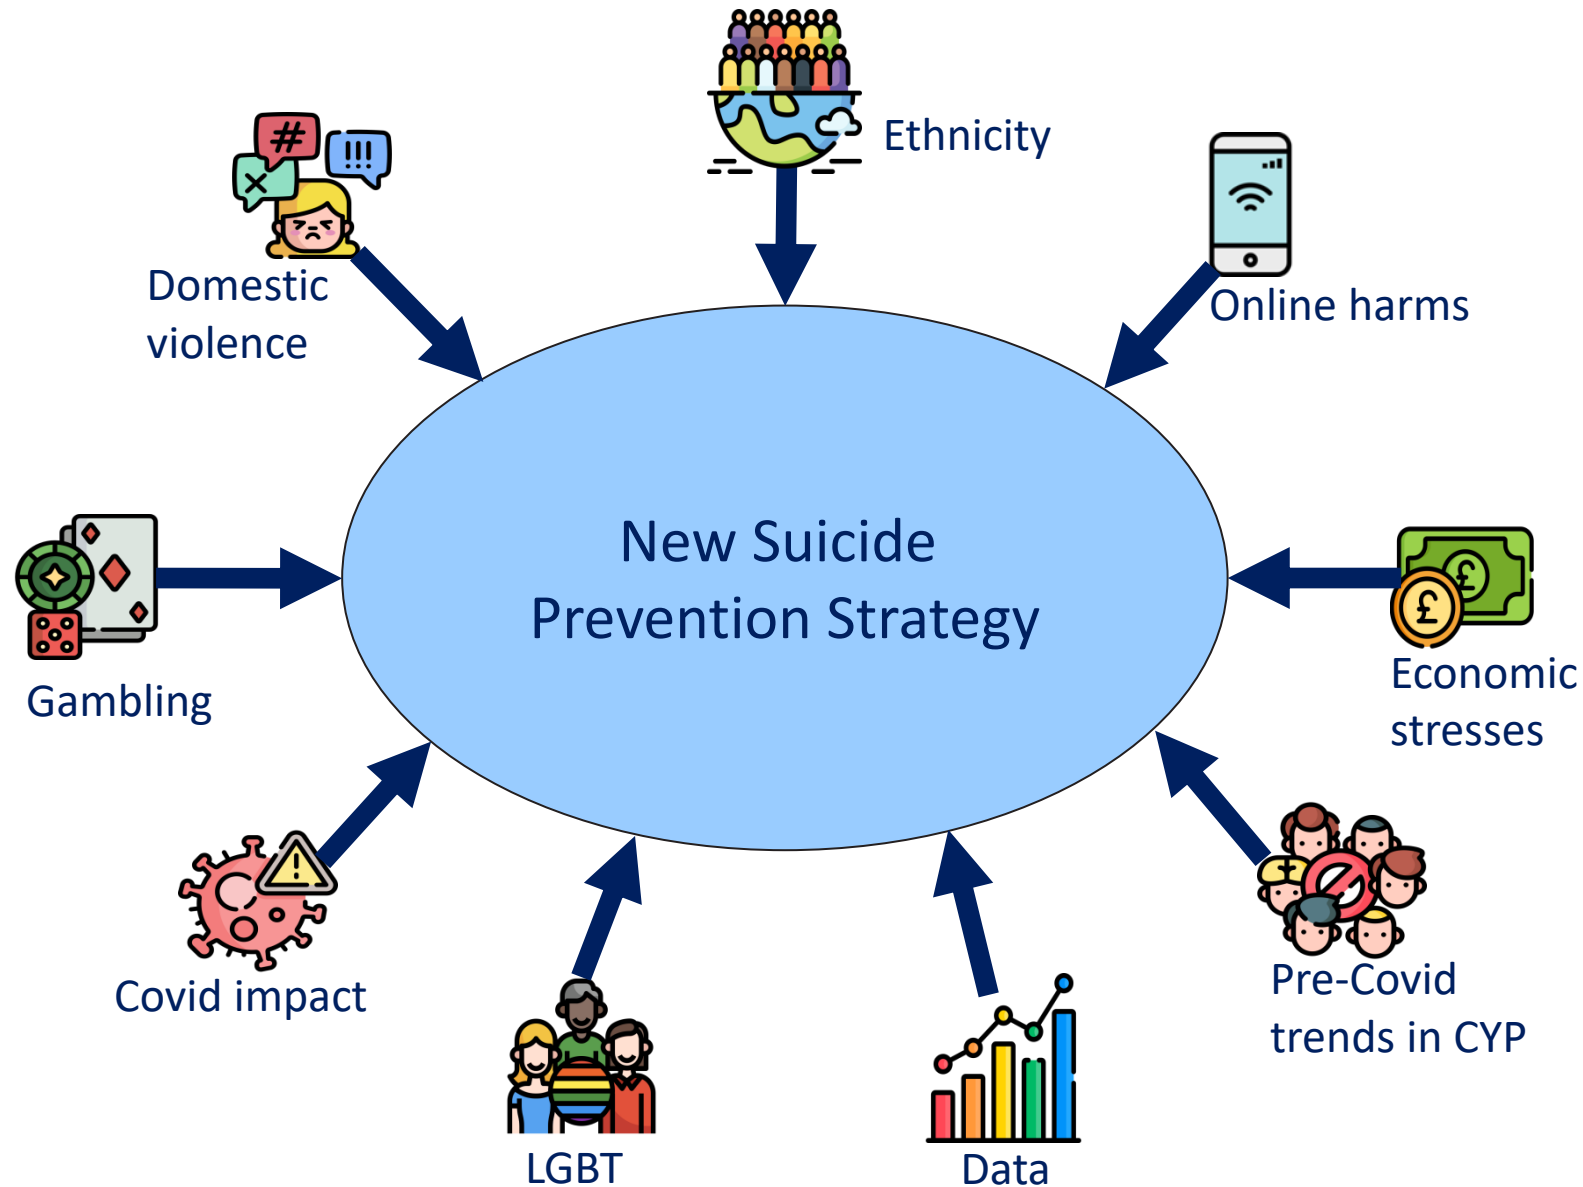 Ethnicity
#
!!!
Domestic
violence
Online harms
New Suicide
Prevention Strategy
£
£
Economic
stresses
Gambling
!
Covid impact
Pre-Covid
trends in CYP
LGBT
Data